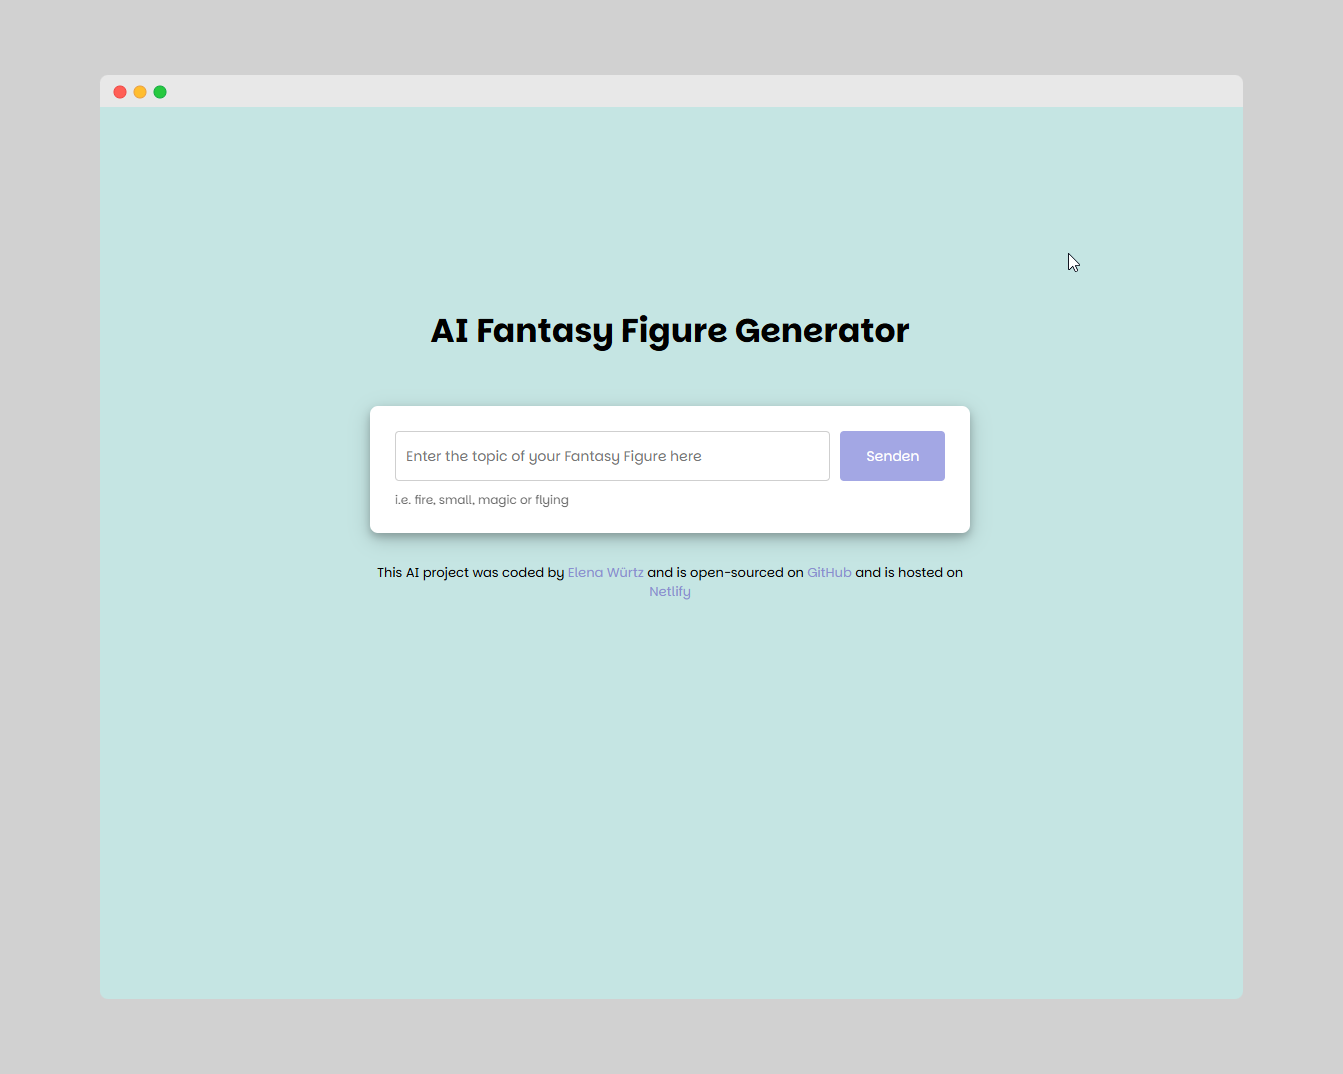 AI Fantasy Figure Generator
Enter the topic of your Fantasy Figure here
Senden
i.e. fire, small, magic or flying
This AI project was coded by Elena Würtz and is open-sourced on GitHub and is hosted on
Netlify